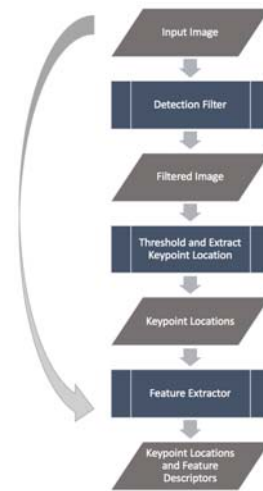 Input Image
Detection Filter
Filtered Image
Threshold and Extract
Keypoint Location
Keypoint Locations
Feature Extractor
Keypoint Locations
and Feature
Descriptors